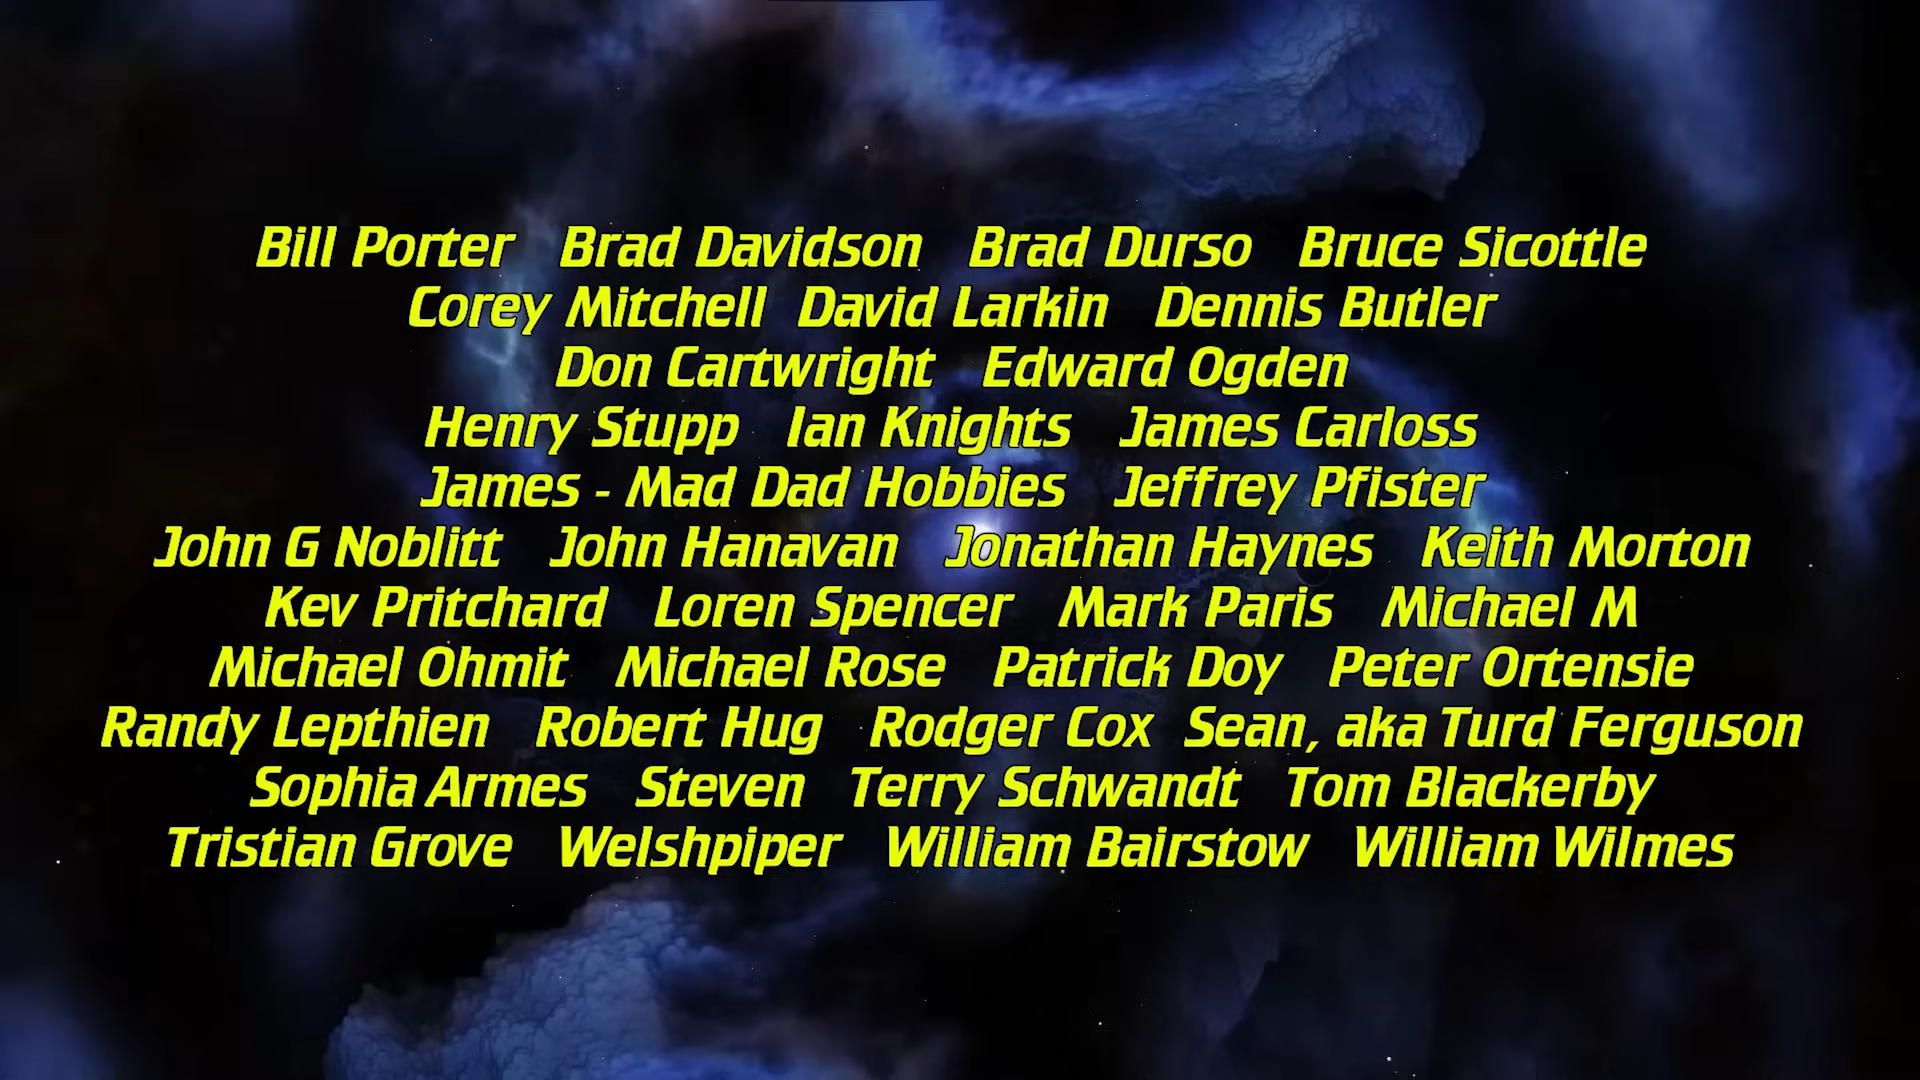 Bill Porter Brad Davidson Brad Durso Bruce Sicottle
Corey Mitchell David Larkin Dennis Butler
Don Cartwright Edward Ogden
Henry Stupp Ian Knights James Carloss
James - Mad Dad Hobbies Jeffrey Pfister
John G Noblitt John Hanavan Jonathan Haynes Keith Morton
Kev Pritchard Loren Spencer Mark Paris Michael M
Michael Ohmit Michael Rose Patrick Doy Peter Ortensie
Randy Lepthien Robert Hug Rodger Cox Sean, aka Turd Ferguson
Sophia Armes Steven Terry Schwandt Tom Blackerby
Tristian Grove Welshpiper William Bairstow William Wilmes